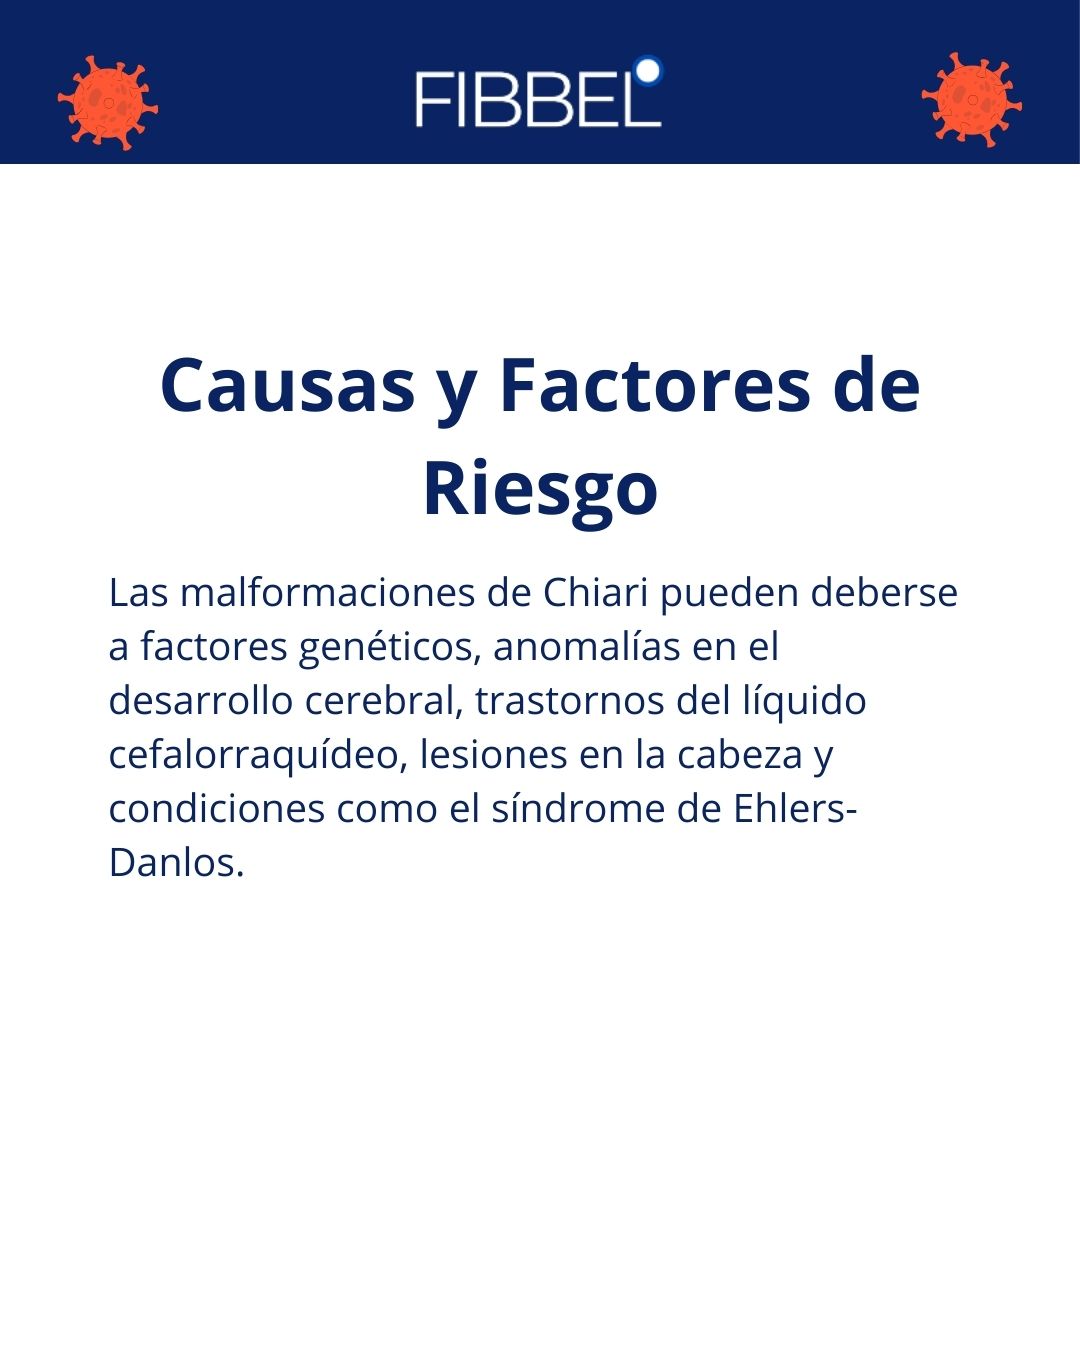 FIBBEL
Causas y Factores de
Riesgo
Las malformaciones de Chiari pueden deberse
a factores genéticos, anomalías en el
desarrollo cerebral, trastornos del líquido
cefalorraquídeo, lesiones en la cabeza y
condiciones como el síndrome de Ehlers-
Danlos.